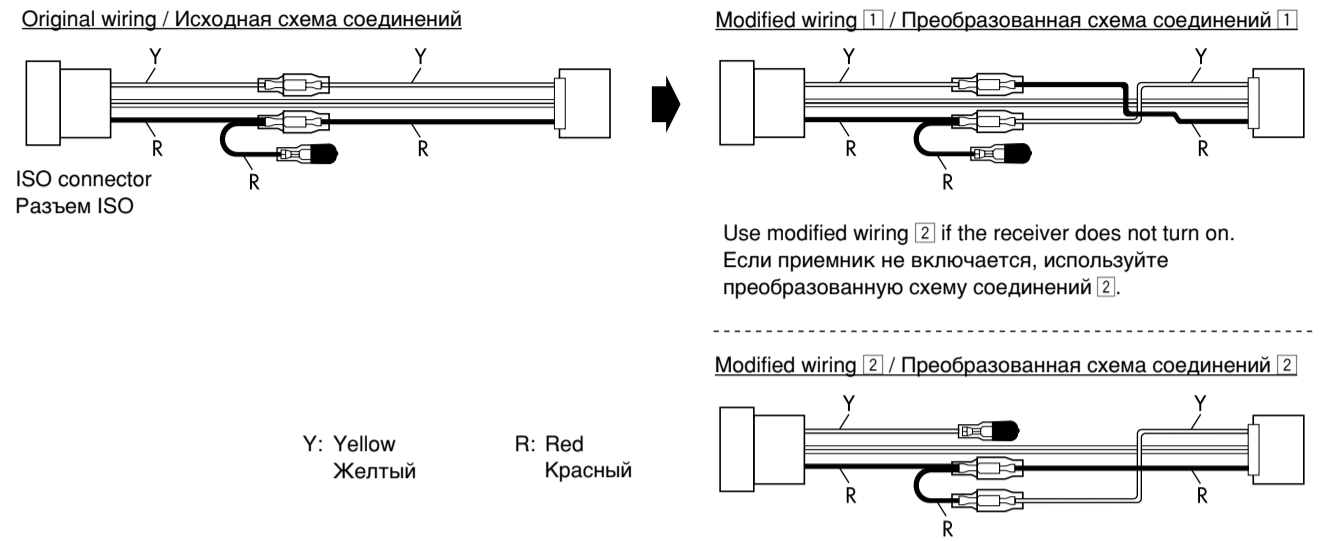 Original wiring / Исходная схема соединений
Y
Y
R
R
R
ISO connector
Разъем ISO
Modified wiring 1 / Преобразованная схема соединений 1
Y
Y
R
R
R
Use modified wiring 2 if the receiver does not turn on.
Если приемник не включается, используйте
преобразованную схему соединений 2.
Modified wiring 2 / Преобразованная схема соединений 2
Y
Y
R
R
R
Y: Yellow
Желтый
R: Red
Красный